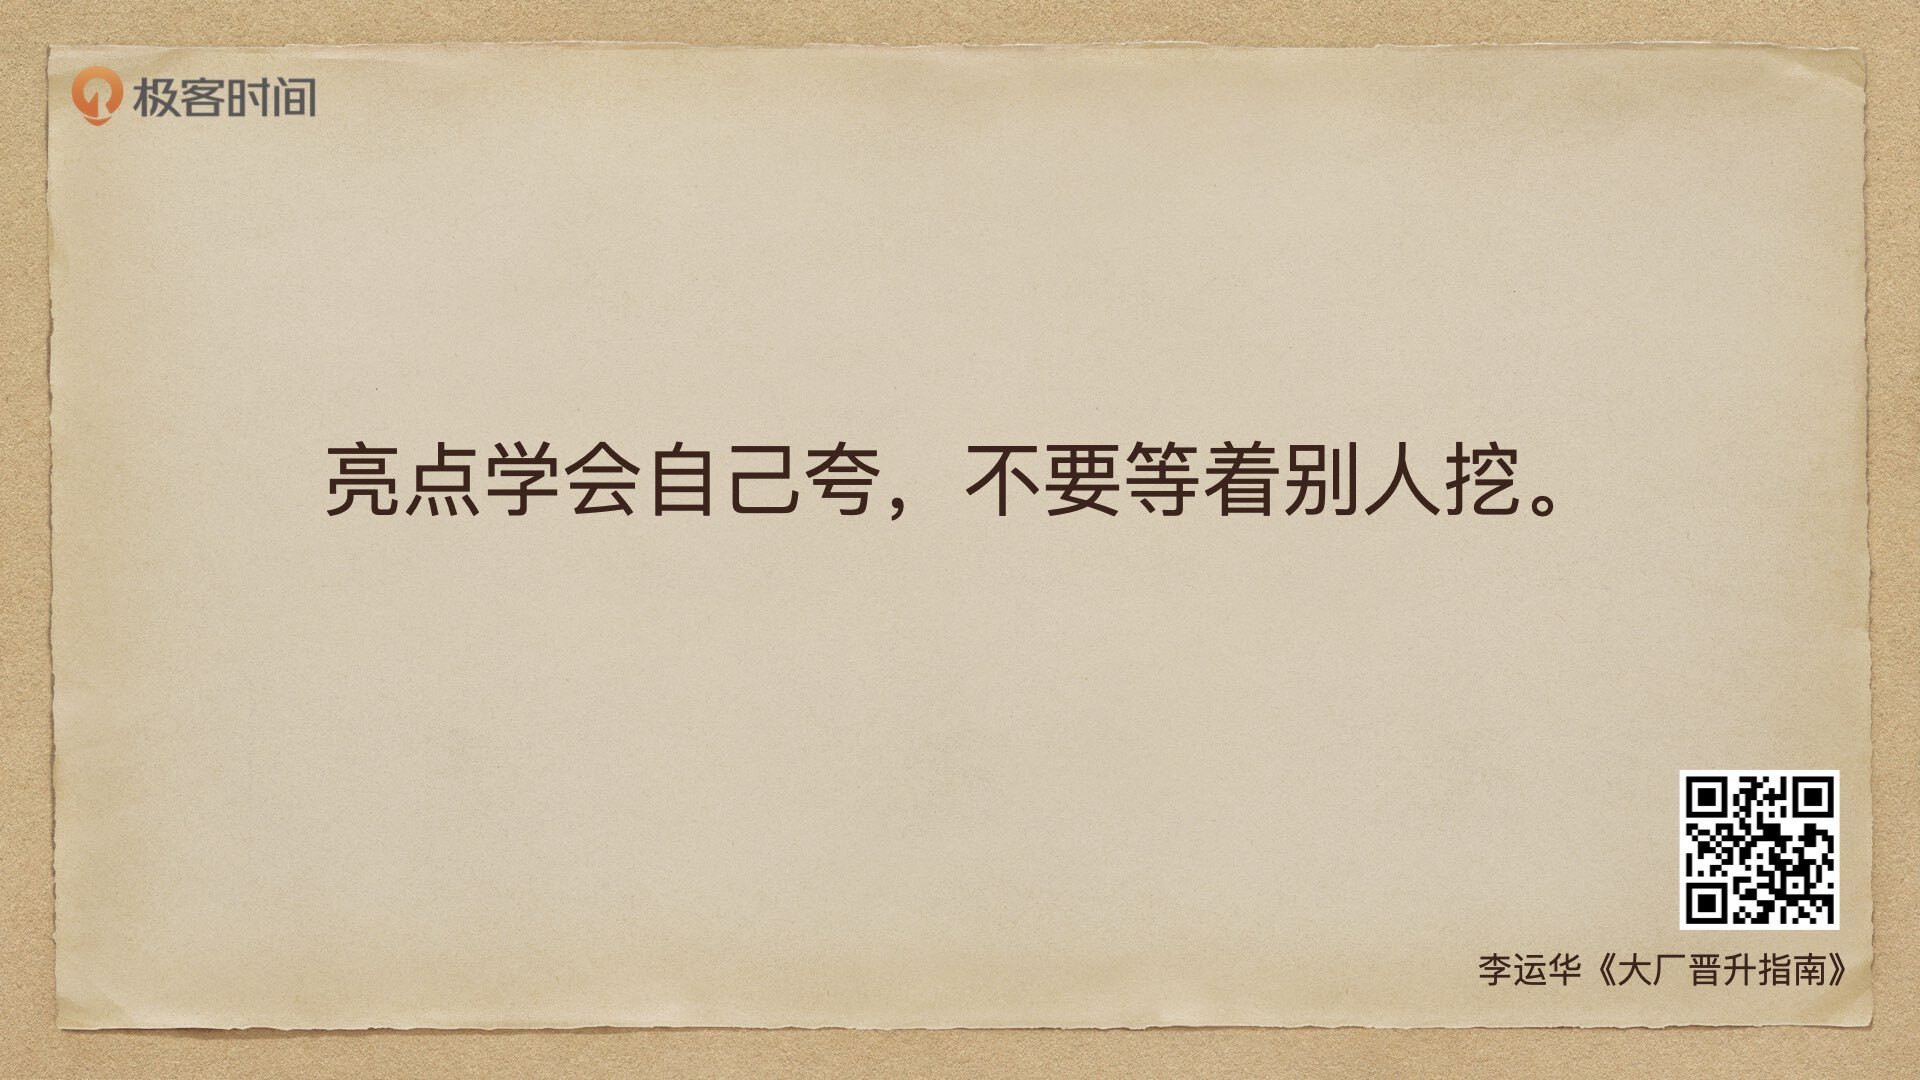 极客时间
亮点学会自己夸，不要等着别人挖。
李运华《大厂晋升指南》